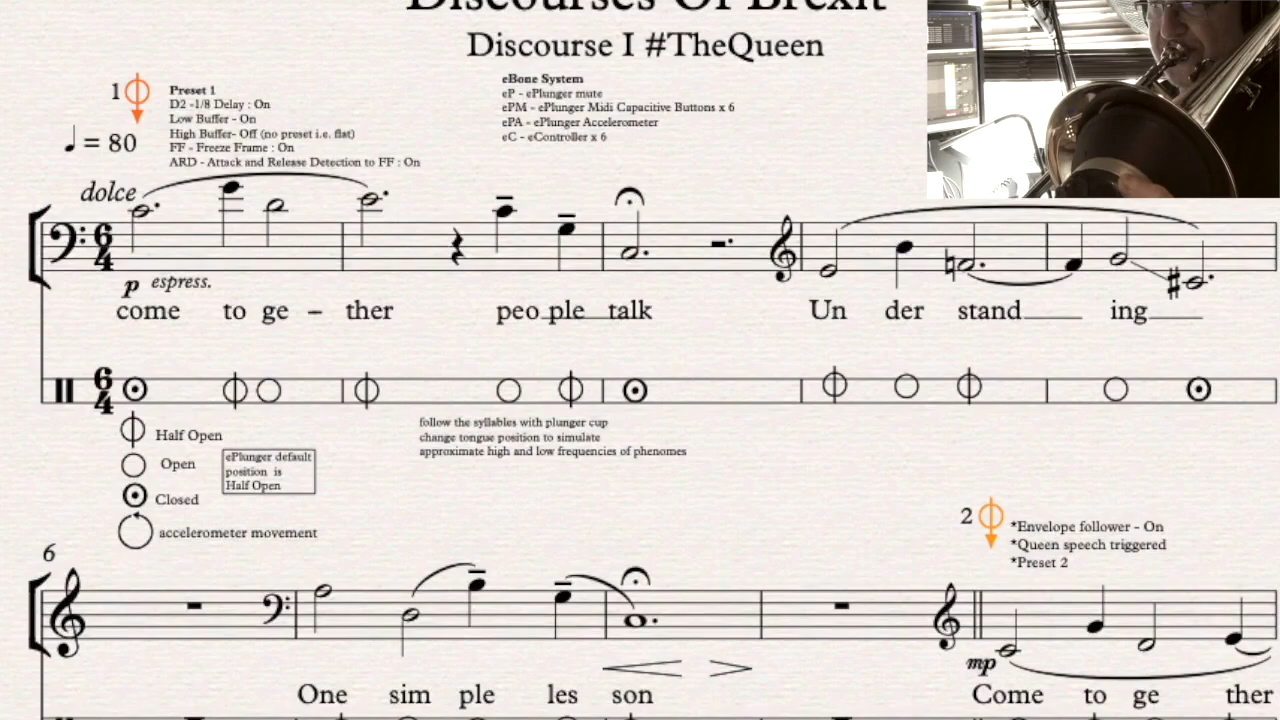 Discourses Of Brexit
Discourse I #TheQueen
1
Preset 1
D2 -1/8 Delay : On
Low Buffer - On
High Buffer- Off (no preset i.e. flat)
FF - Freeze Frame : On
ARD - Attack and Release Detection to FF : On
eBone System
eP - ePlunger mute
ePM - ePlunger Midi Capacitive Buttons x 6
ePA - ePlunger Accelerometer
eC - eController x 6
= 80
dolce
6
4
p espress.
come to ge - ther peo ple talk Un der stand ing
6
4
Half Open
Open
Closed
accelerometer movement
ePlunger default
position is
Half Open
follow the syllables with plunger cup
change tongue position to simulate
approximate high and low frequencies of phenomes
2
*Envelope follower - On
*Queen speech triggered
*Preset 2
6
mp
One sim ple les son Come to ge ther